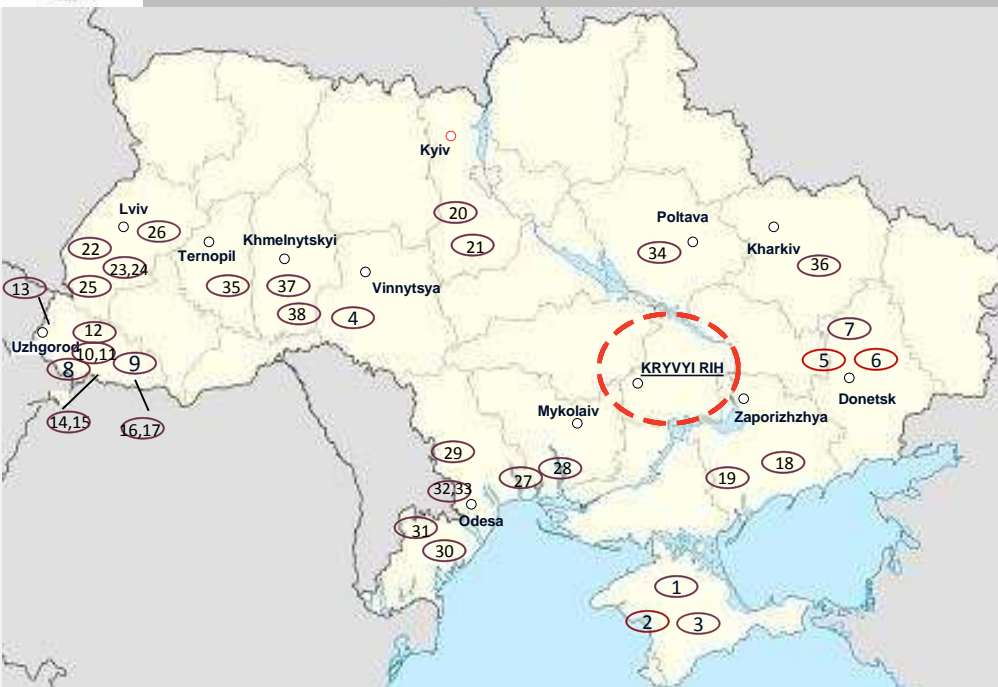 Kyiv
Lviv
20
Poltava
26
Khmelnytskyi
22
Ternopil
21
34
Kharkiv
23,24
36
13
25
35
37
Vinnytsya
38
4
12
7
Uzhgorod
10,11
9
5
6
8
KRYVYI RIH
Donetsk
Mykolaiv
Zaporizhzhya
14,15
16,17
29
28
18
27
19
32,33
Odesa
31
30
1
2
3